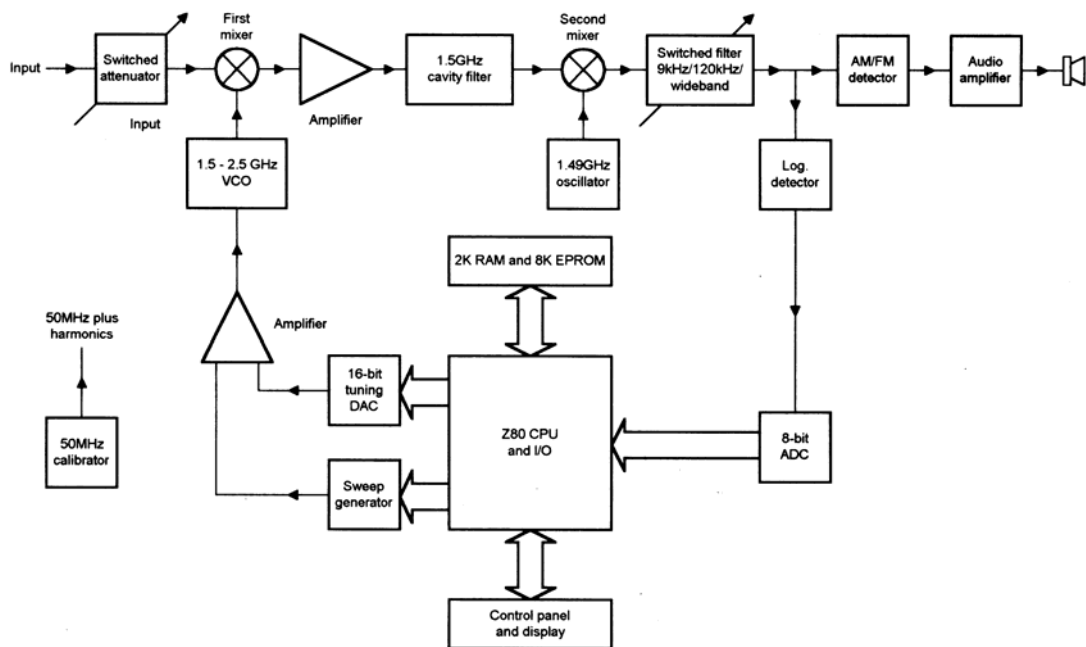 First
mixer
Second
mixer
Input
Switched
attenuator
Input
Amplifier
1.5GHz
cavity filter
Switched filter
9kHz/120kHz/
wideband
AM/FM
detector
Audio
amplifier
1.5 - 2.5 GHz
VCO
1.49GHz
oscillator
Log.
detector
2K RAM and 8K EPROM
50MHz plus
harmonics
Amplifier
16-bit
tuning
DAC
Z80 CPU
and I/O
8-bit
ADC
50MHz
calibrator
Sweep
generator
Control panel
and display